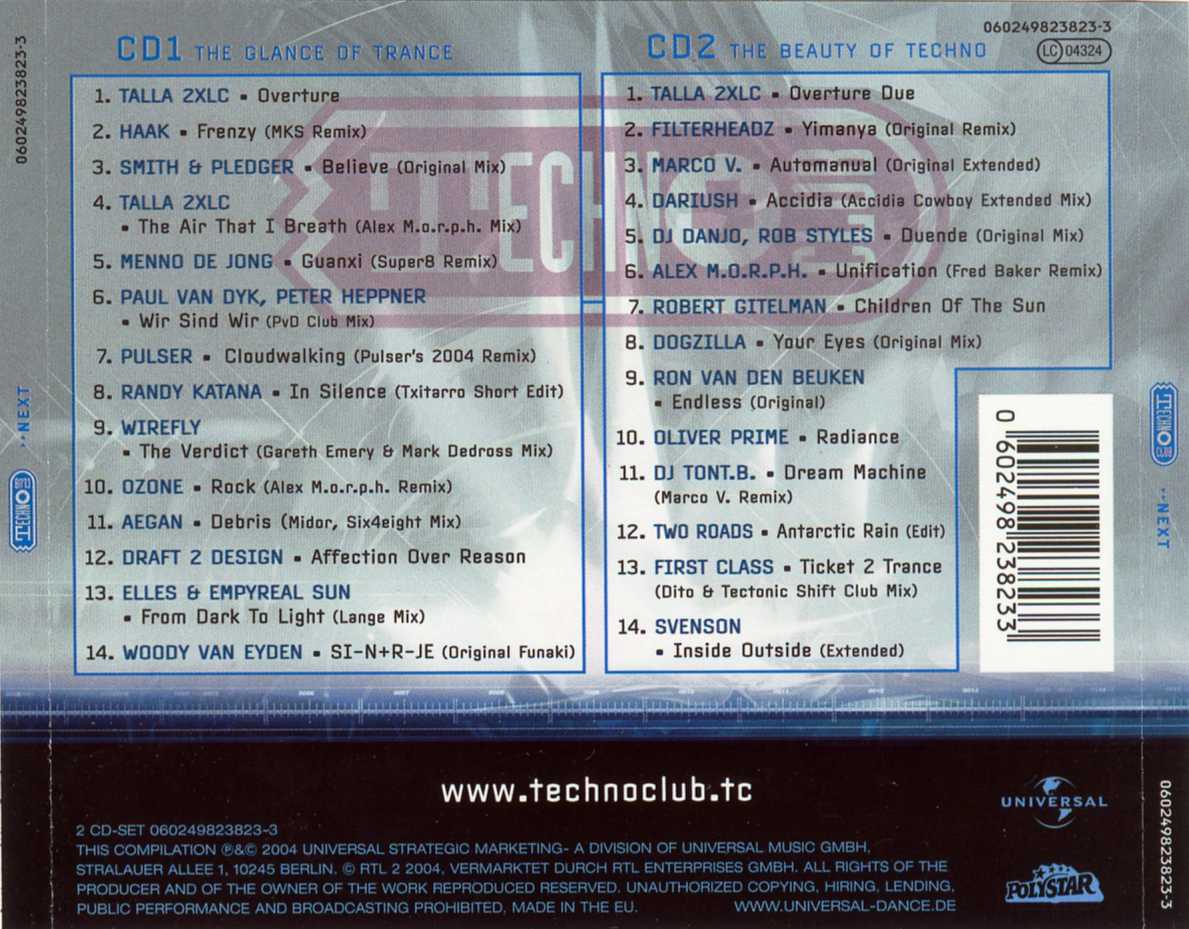 060249823823-3
CD1 THE GLANCE OF TRANCE
1. TALLA 2XLC ▪ Overture
2. HAAK ▪ Frenzy (MKS Remix)
3. SMITH & PLEDGER ▪ Believe (Original Mix)
4. TALLA 2XLC
▪ The Air That I Breath (Alex M.o.r.p.h. Mix)
5. MENNO DE JONG ▪ Guanxi (Super8 Remix)
6. PAUL VAN DYK, PETER HEPPNER
▪ Wir Sind Wir (PvD Club Mix)
7. PULSER ▪ Cloudwalking (Pulser's 2004 Remix)
8. RANDY KATANA ▪ In Silence (Txitarro Short Edit)
9. WIREFLY
▪ The Verdict (Gareth Emery & Mark Dedross Mix)
10. OZONE ▪ Rock (Alex M.o.r.p.h. Remix)
11. AEGAN ▪ Debris (Midor, Six4eight Mix)
12. DRAFT 2 DESIGN ▪ Affection Over Reason
13. ELLES & EMPYREAL SUN
▪ From Dark To Light (Lange Mix)
14. WOODY VAN EYDEN ▪ SI-N+R-JE (Original Funaki)
CD2 THE BEAUTY OF TECHNO
060249823823-3
LC 04324
1. TALLA 2XLC ▪ Overture Due
2. FILTERHEADZ ▪ Yimanya (Original Remix)
3. MARCO V. ▪ Automanual (Original Extended)
4. DARIUSH ▪ Accidia (Accidia Cowboy Extended Mix)
5. DJ DANJO, ROB STYLES ▪ Duende (Original Mix)
6. ALEX M.O.R.P.H. ▪ Unification (Fred Baker Remix)
7. ROBERT GITELMAN ▪ Children Of The Sun
8. DOGZILLA ▪ Your Eyes (Original Mix)
9. RON VAN DEN BEUKEN
▪ Endless (Original)
10. OLIVER PRIME ▪ Radiance
11. DJ TONT.B. ▪ Dream Machine
(Marco V. Remix)
12. TWO ROADS ▪ Antarctic Rain (Edit)
13. FIRST CLASS ▪ Ticket 2 Trance
(Dito & Tectonic Shift Club Mix)
14. SVENSON
▪ Inside Outside (Extended)
0 602498 238233
TECHNO CLUB
››NEXT
TECHNO CLUB
››NEXT
TECHNO CLUB
www.technoclub.tc
UNIVERSAL
POLYSTAR
2 CD-SET 060249823823-3
THIS COMPILATION ℗&© 2004 UNIVERSAL STRATEGIC MARKETING- A DIVISION OF UNIVERSAL MUSIC GMBH,
STRALAUER ALLEE 1, 10245 BERLIN. © RTL 2 2004, VERMARKTET DURCH RTL ENTERPRISES GMBH. ALL RIGHTS OF THE
PRODUCER AND OF THE OWNER OF THE WORK REPRODUCED RESERVED. UNAUTHORIZED COPYING, HIRING, LENDING,
PUBLIC PERFORMANCE AND BROADCASTING PROHIBITED, MADE IN THE EU. WWW.UNIVERSAL-DANCE.DE
060249823823-3